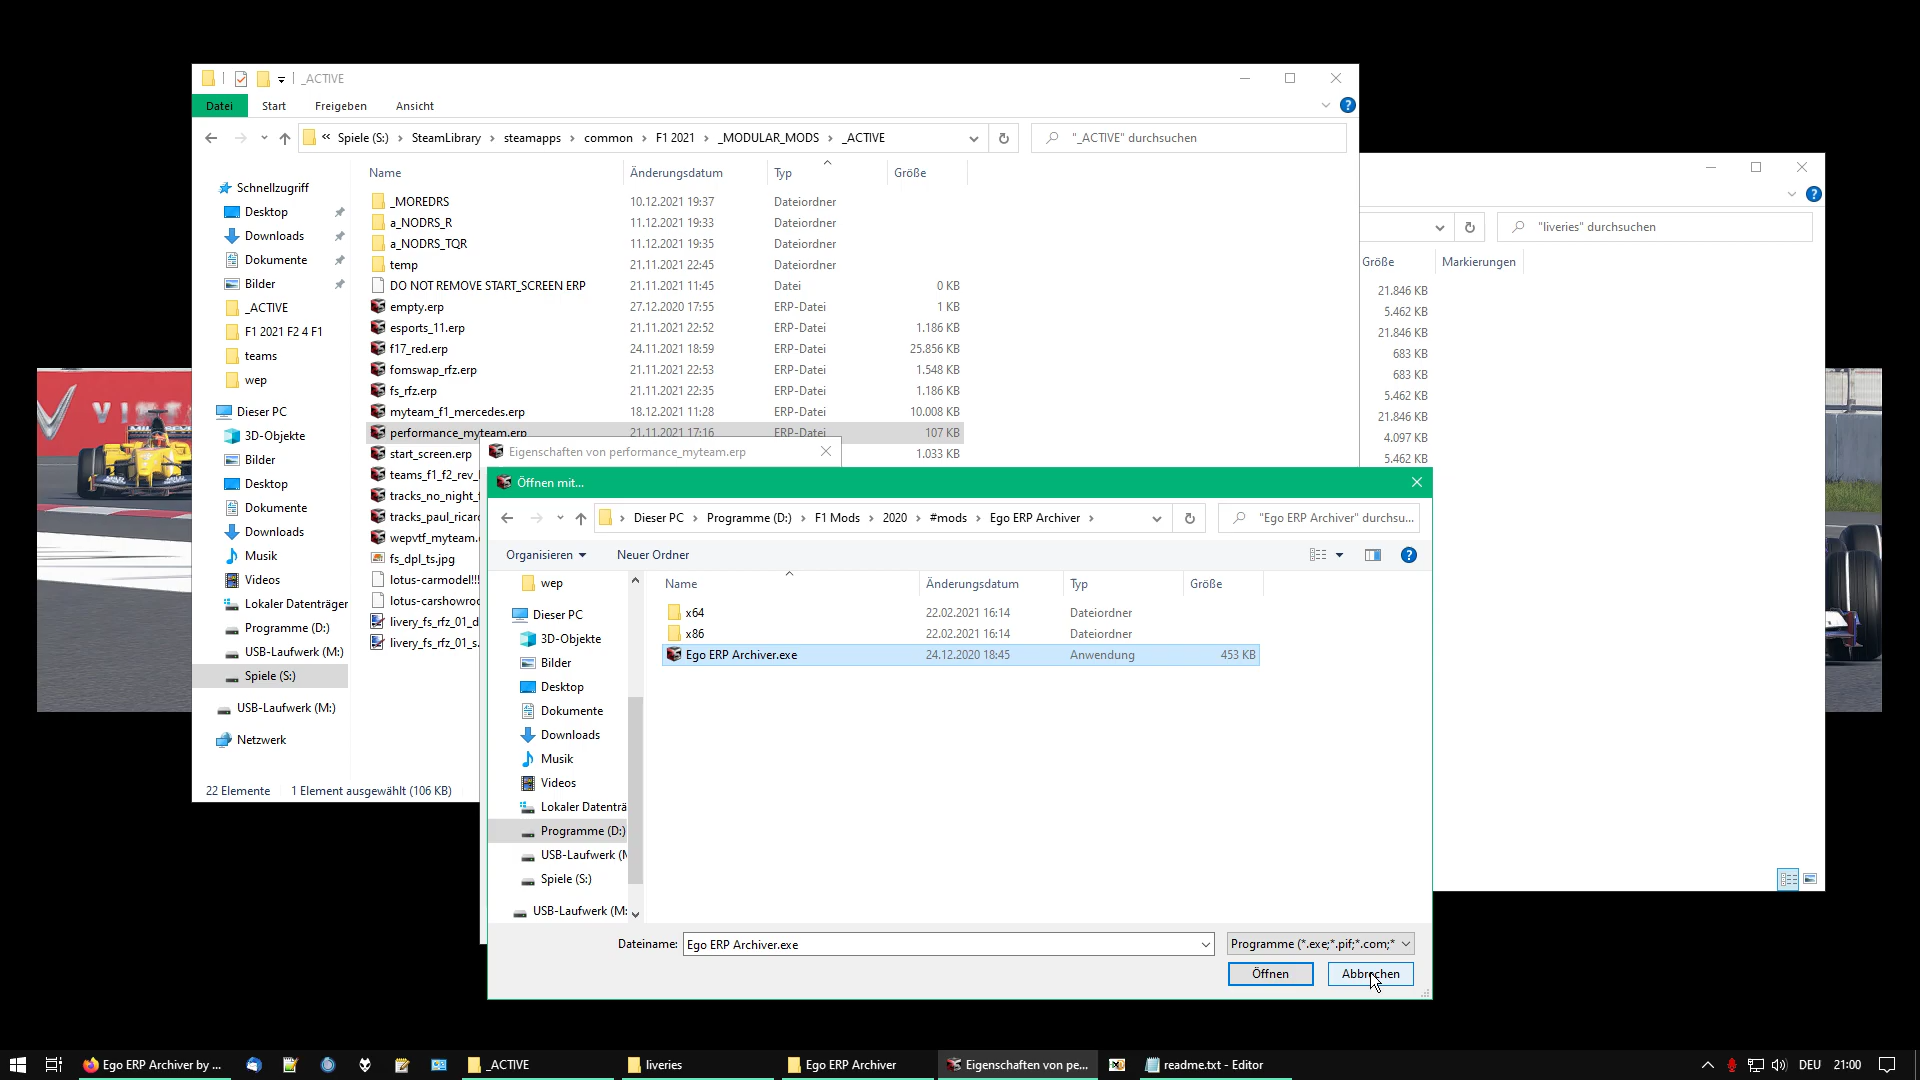 _ACTIVE
Datei Start Freigeben Ansicht
« Spiele (S:) › SteamLibrary › steamapps › common › F1 2021 › _MODULAR_MODS › _ACTIVE
"_ACTIVE" durchsuchen
Name Änderungsdatum Typ Größe
Schnellzugriff
Desktop
Downloads
Dokumente
Bilder
_ACTIVE
F1 2021 F2 4 F1
teams
wep
Dieser PC
3D-Objekte
Bilder
Desktop
Dokumente
Downloads
Musik
Videos
Lokaler Datenträger
Programme (D:)
USB-Laufwerk (M:)
Spiele (S:)
USB-Laufwerk (M:)
Netzwerk
_MOREDRS 10.12.2021 19:37 Dateiordner
a_NODRS_R 11.12.2021 19:33 Dateiordner
a_NODRS_TQR 11.12.2021 19:35 Dateiordner
temp 21.11.2021 22:45 Dateiordner
DO NOT REMOVE START_SCREEN ERP 21.11.2021 11:45 Datei 0 KB
empty.erp 27.12.2020 17:55 ERP-Datei 1 KB
esports_11.erp 21.11.2021 22:52 ERP-Datei 1.186 KB
f17_red.erp 24.11.2021 18:59 ERP-Datei 25.856 KB
fomswap_rfz.erp 21.11.2021 22:53 ERP-Datei 1.548 KB
fs_rfz.erp 21.11.2021 22:35 ERP-Datei 1.186 KB
myteam_f1_mercedes.erp 18.12.2021 11:28 ERP-Datei 10.008 KB
performance_myteam.erp 21.11.2021 17:16 ERP-Datei 107 KB
start_screen.erp 1.033 KB
teams_f1_f2_rev_
tracks_no_night_
tracks_paul_ricar
wepvtf_myteam.
fs_dpl_ts.jpg
lotus-carmodel!!!
lotus-carshowroo
livery_fs_rfz_01_d
livery_fs_rfz_01_s.
22 Elemente 1 Element ausgewählt (106 KB)
"liveries" durchsuchen
Größe Markierungen
21.846 KB
5.462 KB
21.846 KB
683 KB
683 KB
5.462 KB
21.846 KB
4.097 KB
5.462 KB
Eigenschaften von performance_myteam.erp
Öffnen mit...
› Dieser PC › Programme (D:) › F1 Mods › 2020 › #mods › Ego ERP Archiver ›
"Ego ERP Archiver" durchsu...
Organisieren Neuer Ordner
wep
Dieser PC
3D-Objekte
Bilder
Desktop
Dokumente
Downloads
Musik
Videos
Lokaler Datenträ
Programme (D:)
USB-Laufwerk (M
Spiele (S:)
USB-Laufwerk (M:
Name Änderungsdatum Typ Größe
x64 22.02.2021 16:14 Dateiordner
x86 22.02.2021 16:14 Dateiordner
Ego ERP Archiver.exe 24.12.2020 18:45 Anwendung 453 KB
Dateiname: Ego ERP Archiver.exe
Programme (*.exe;*.pif;*.com;*
Öffnen Abbrechen
Ego ERP Archiver by ... _ACTIVE liveries Ego ERP Archiver Eigenschaften von pe... readme.txt - Editor DEU 21:00